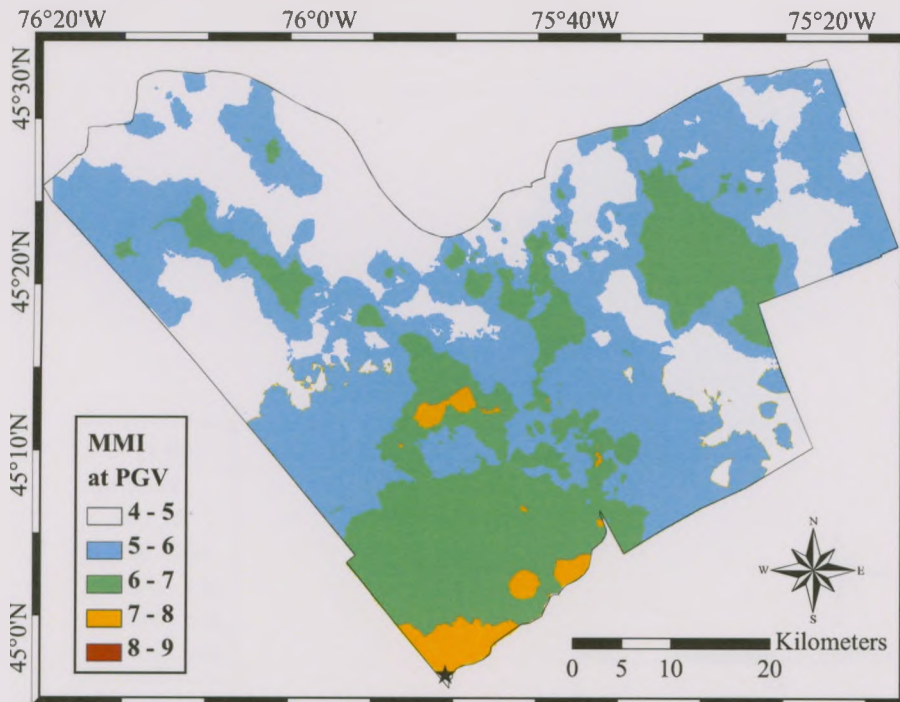 76°20'W 76°0'W 75°40'W 75°20'W
45°30'N
45°20'N
45°10'N
45°0'N
MMI
at PGV
4 - 5
5 - 6
6 - 7
7 - 8
8 - 9
N
W E
S
Kilometers
0 5 10 20